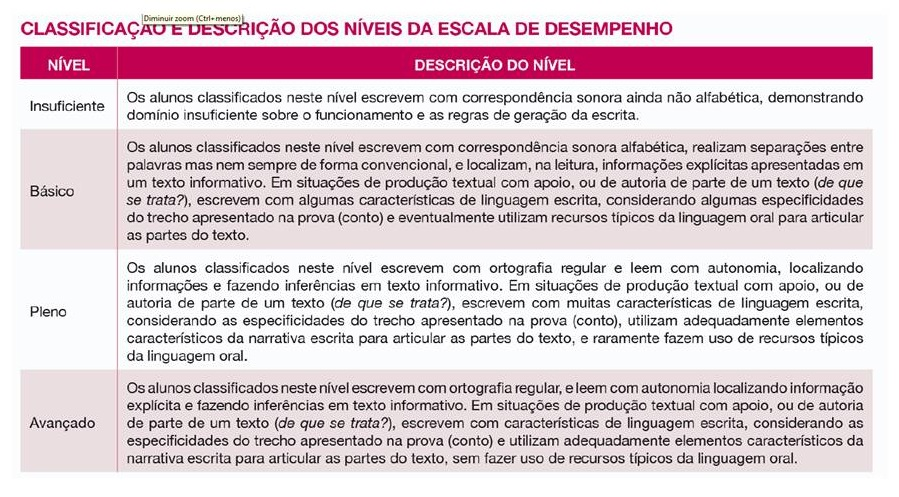 Diminuir zoom (Ctrl+menos)
CLASSIFICAÇÃO E DESCRIÇÃO DOS NÍVEIS DA ESCALA DE DESEMPENHO
NÍVEL
DESCRIÇÃO DO NÍVEL
Insuficiente
Os alunos classificados neste nível escrevem com correspondência sonora ainda não alfabética, demonstrando
domínio insuficiente sobre o funcionamento e as regras de geração da escrita.
Básico
Os alunos classificados neste nível escrevem com correspondência sonora alfabética, realizam separações entre
palavras mas nem sempre de forma convencional, e localizam, na leitura, informações explícitas apresentadas em
um texto informativo. Em situações de produção textual com apoio, ou de autoria de parte de um texto (de que
se trata?), escrevem com algumas características de linguagem escrita, considerando algumas especificidades
do trecho apresentado na prova (conto) e eventualmente utilizam recursos típicos da linguagem oral para articular
as partes do texto.
Pleno
Os alunos classificados neste nível escrevem com ortografia regular e leem com autonomia, localizando
informações e fazendo inferências em texto informativo. Em situações de produção textual com apoio, ou de
autoria de parte de um texto (de que se trata?), escrevem com muitas características de linguagem escrita,
considerando as especificidades do trecho apresentado na prova (conto), utilizam adequadamente elementos
característicos da narrativa escrita para articular as partes do texto, e raramente fazem uso de recursos típicos
da linguagem oral.
Avançado
Os alunos classificados neste nível escrevem com ortografia regular, e leem com autonomia localizando informação
explícita e fazendo inferências em texto informativo. Em situações de produção textual com apoio, ou de autoria
de parte de um texto (de que se trata?), escrevem com características de linguagem escrita, considerando as
especificidades do trecho apresentado na prova (conto) e utilizam adequadamente elementos característicos da
narrativa escrita para articular as partes do texto, sem fazer uso de recursos típicos da linguagem oral.